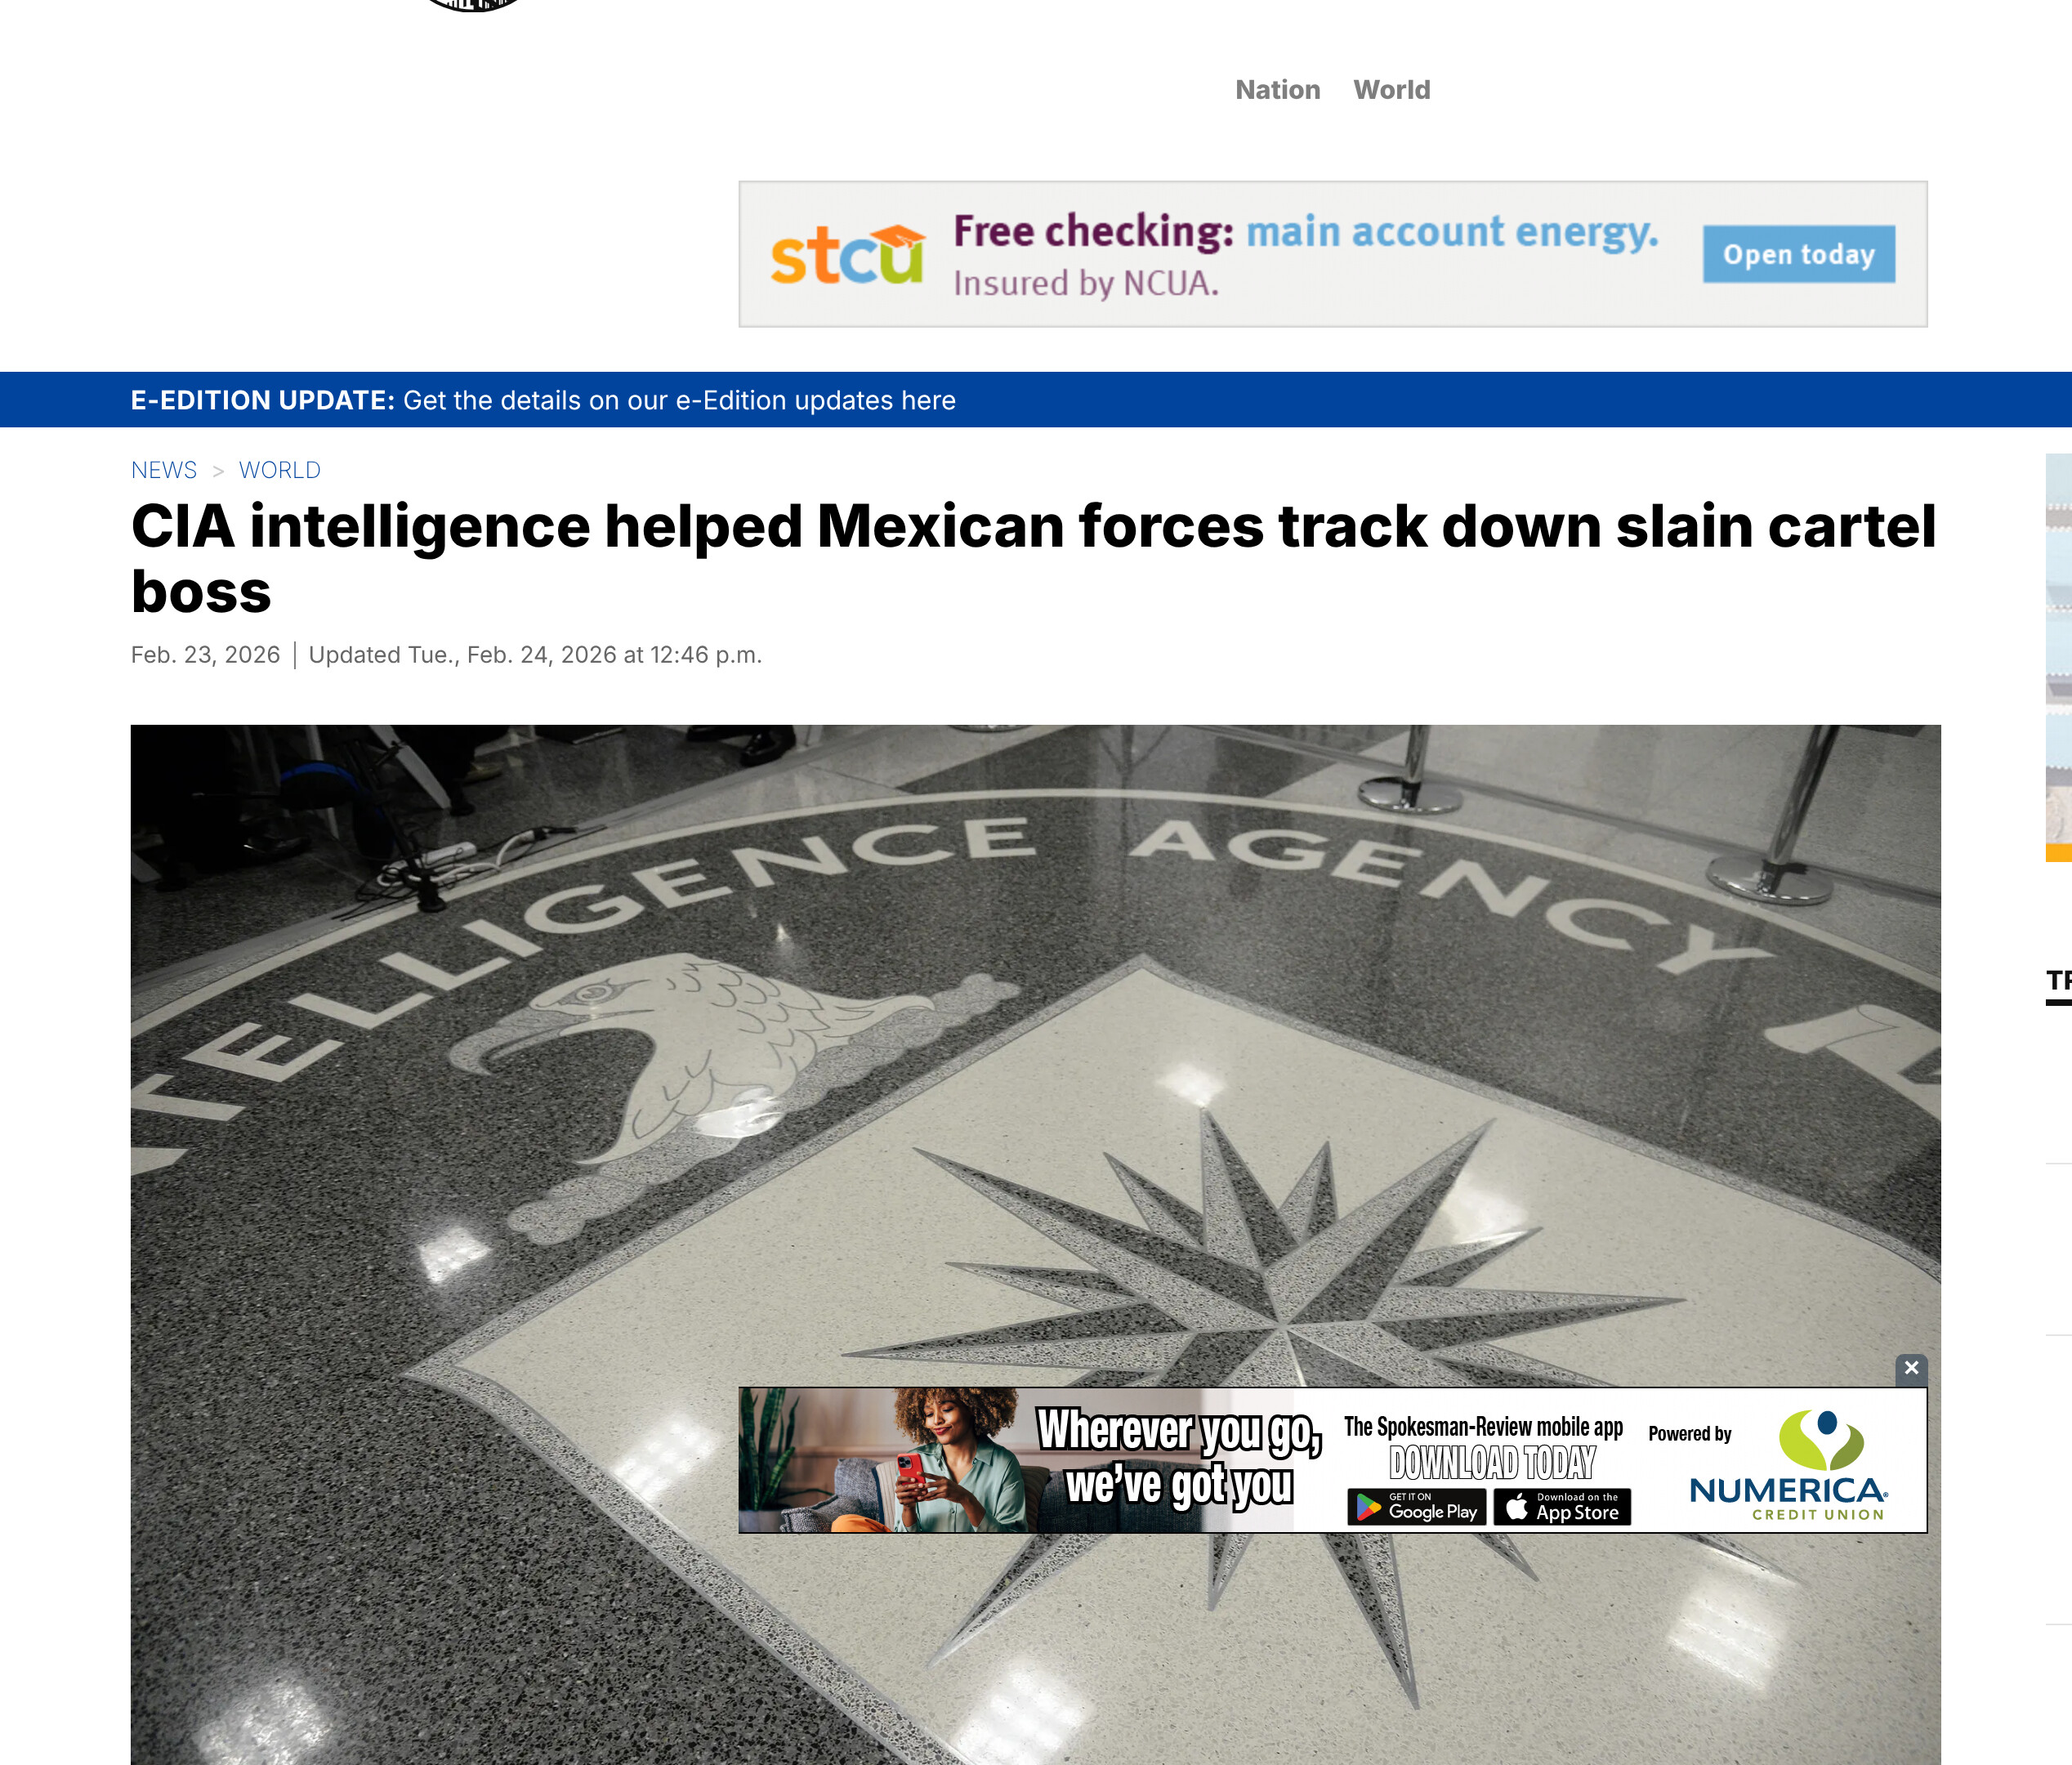 Nation World
stcu Free checking: main account energy.
Insured by NCUA.
Open today
E-EDITION UPDATE: Get the details on our e-Edition updates here
NEWS > WORLD
CIA intelligence helped Mexican forces track down slain cartel
boss
Feb. 23, 2026 | Updated Tue., Feb. 24, 2026 at 12:46 p.m.
TELLIGENCE AGENCY
Wherever you go,
we've got you
The Spokesman-Review mobile app
DOWNLOAD TODAY
GET IT ON
Google Play
Download on the
App Store
Powered by
NUMERICA
CREDIT UNION